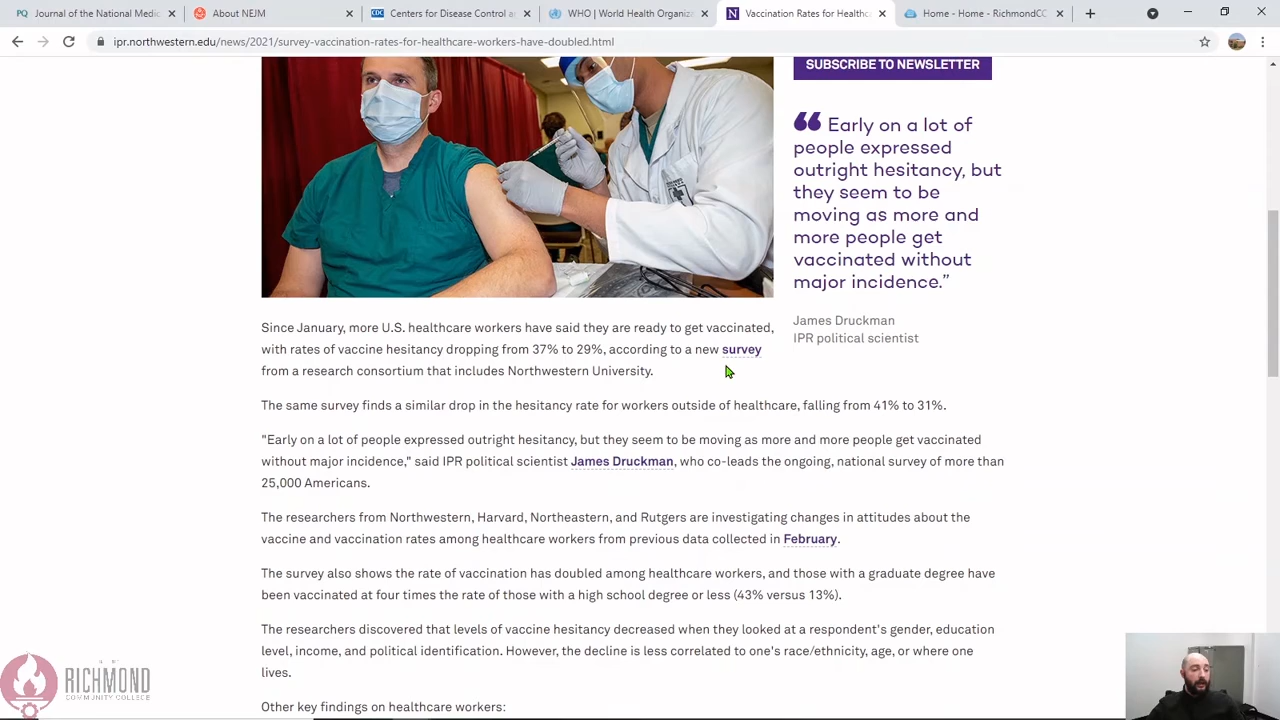 Journal of the National Medic
About NEJM
Centers for Disease Control a
WHO | World Health Organiza
Vaccination Rates for Healthca
Home - Home - RichmondCC
ipr.northwestern.edu/news/2021/survey-vaccination-rates-for-healthcare-workers-have-doubled.html
SUBSCRIBE TO NEWSLETTER
“ Early on a lot of
people expressed
outright hesitancy, but
they seem to be
moving as more and
more people get
vaccinated without
major incidence.”
James Druckman
IPR political scientist
Since January, more U.S. healthcare workers have said they are ready to get vaccinated,
with rates of vaccine hesitancy dropping from 37% to 29%, according to a new survey
from a research consortium that includes Northwestern University.
The same survey finds a similar drop in the hesitancy rate for workers outside of healthcare, falling from 41% to 31%.
"Early on a lot of people expressed outright hesitancy, but they seem to be moving as more and more people get vaccinated
without major incidence," said IPR political scientist James Druckman, who co-leads the ongoing, national survey of more than
25,000 Americans.
The researchers from Northwestern, Harvard, Northeastern, and Rutgers are investigating changes in attitudes about the
vaccine and vaccination rates among healthcare workers from previous data collected in February.
The survey also shows the rate of vaccination has doubled among healthcare workers, and those with a graduate degree have
been vaccinated at four times the rate of those with a high school degree or less (43% versus 13%).
The researchers discovered that levels of vaccine hesitancy decreased when they looked at a respondent's gender, education
level, income, and political identification. However, the decline is less correlated to one's race/ethnicity, age, or where one
lives.
Other key findings on healthcare workers:
RICHMOND
COMMUNITY COLLEGE